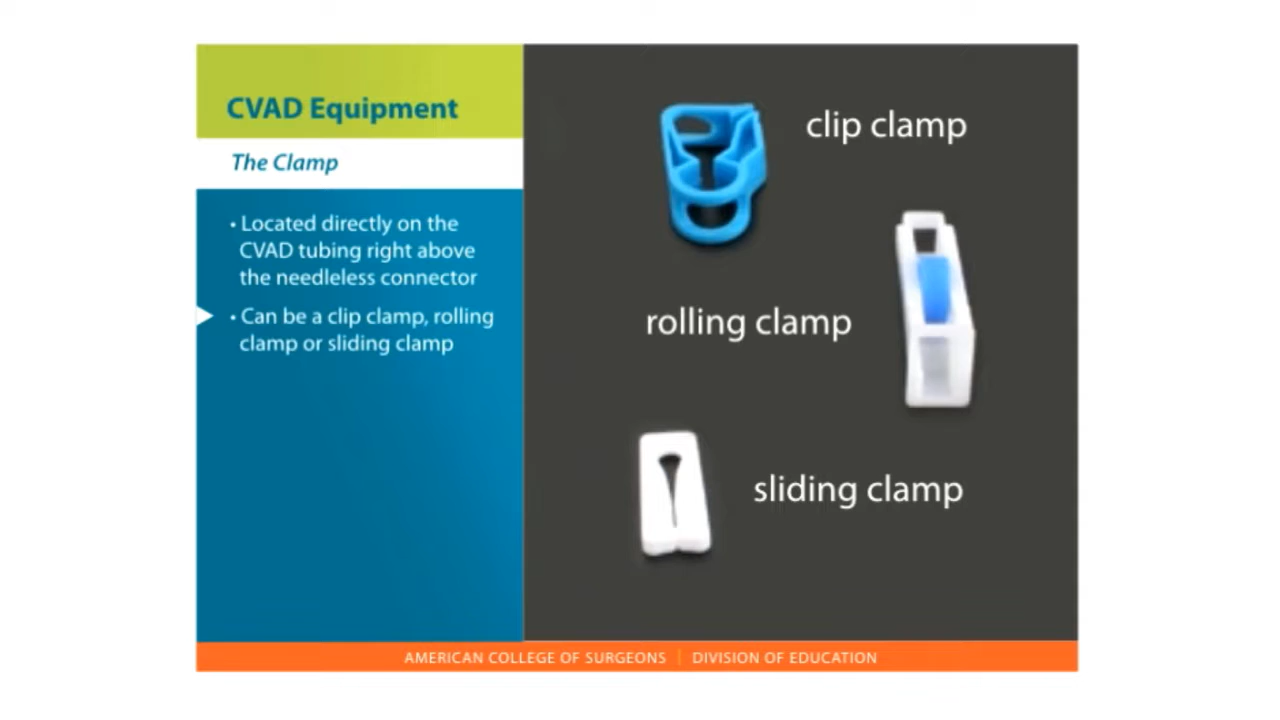 CVAD Equipment
The Clamp
• Located directly on the
CVAD tubing right above
the needleless connector
• Can be a clip clamp, rolling
clamp or sliding clamp
clip clamp
rolling clamp
sliding clamp
AMERICAN COLLEGE OF SURGEONS | DIVISION OF EDUCATION